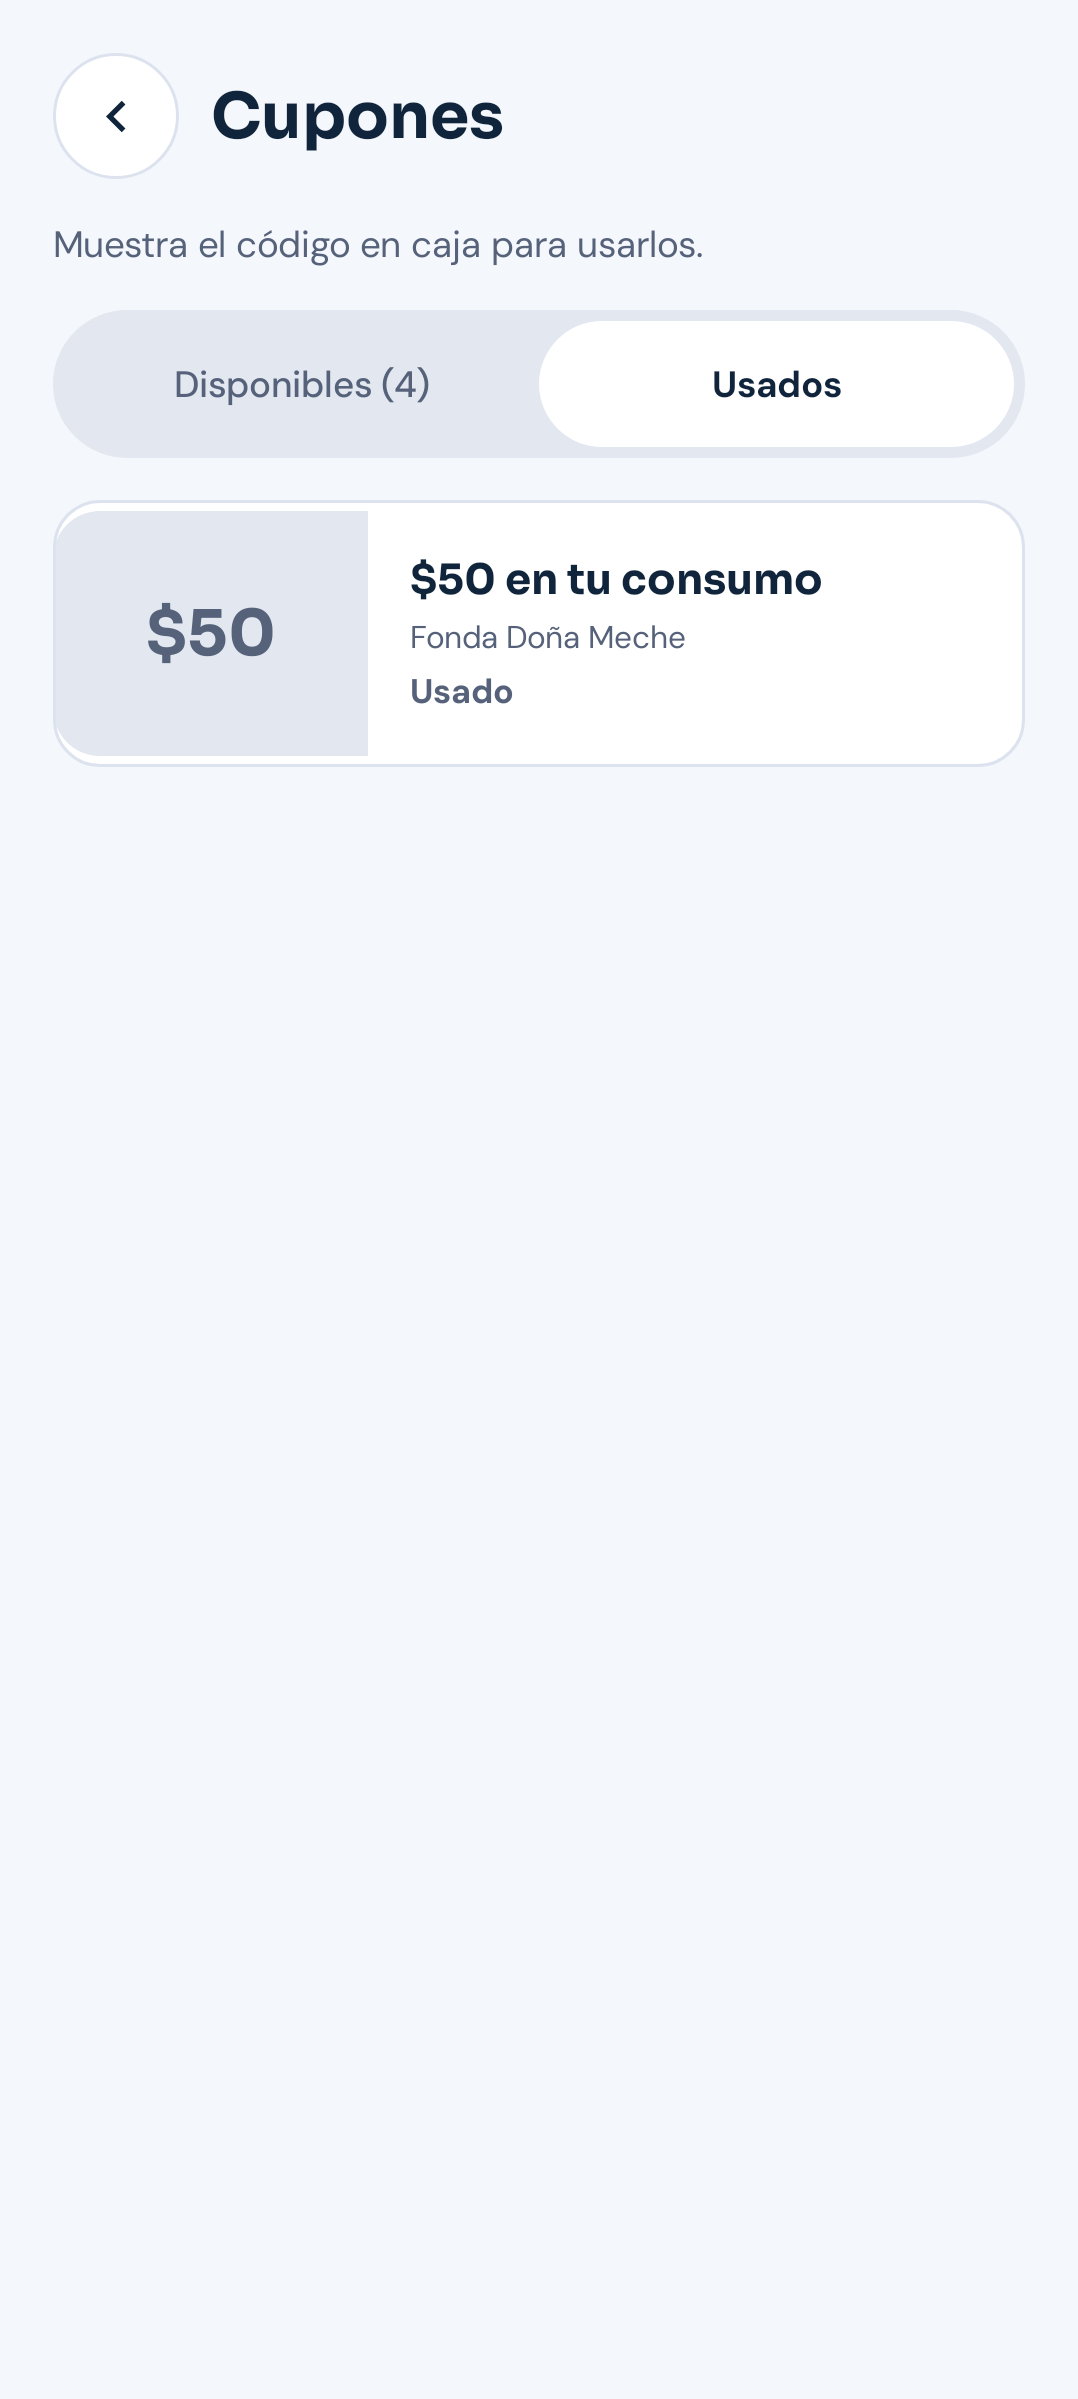 Cupones
Muestra el código en caja para usarlos.
Disponibles (4)
Usados
$50
$50 en tu consumo
Fonda Doña Meche
Usado